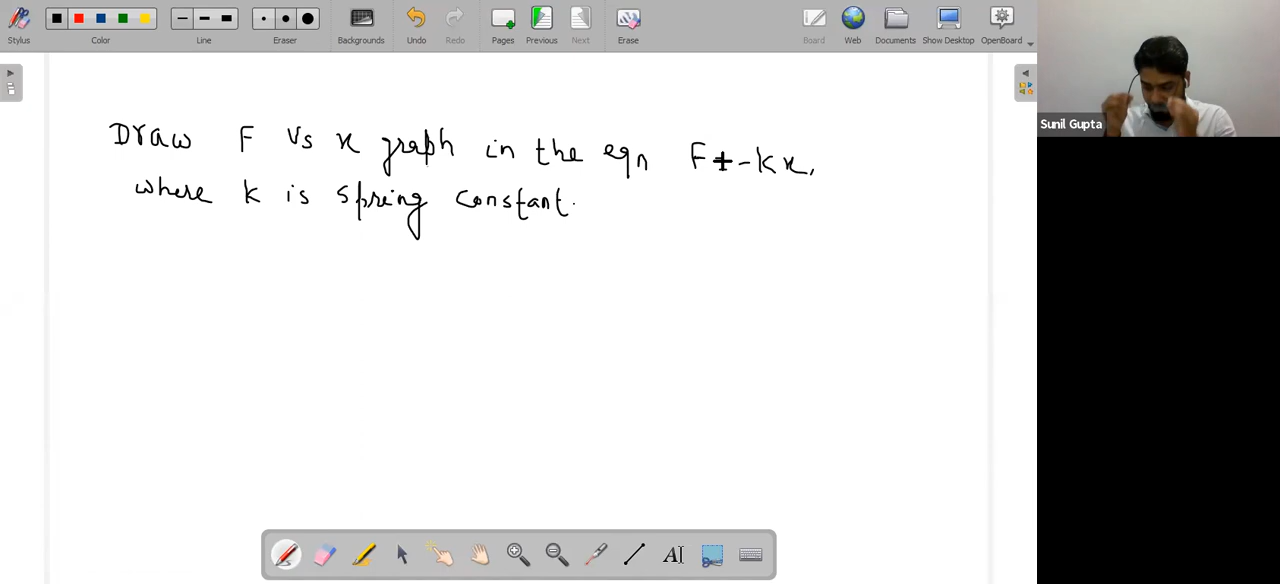 Stylus
Color
Line
Eraser
Backgrounds
Undo
Redo
Pages
Previous
Next
Erase
Board
Web
Documents
Show Desktop
OpenBoard
Sunil Gupta
Draw F Vs x graph in the eqn F = -kx,
where k is spring constant.
A